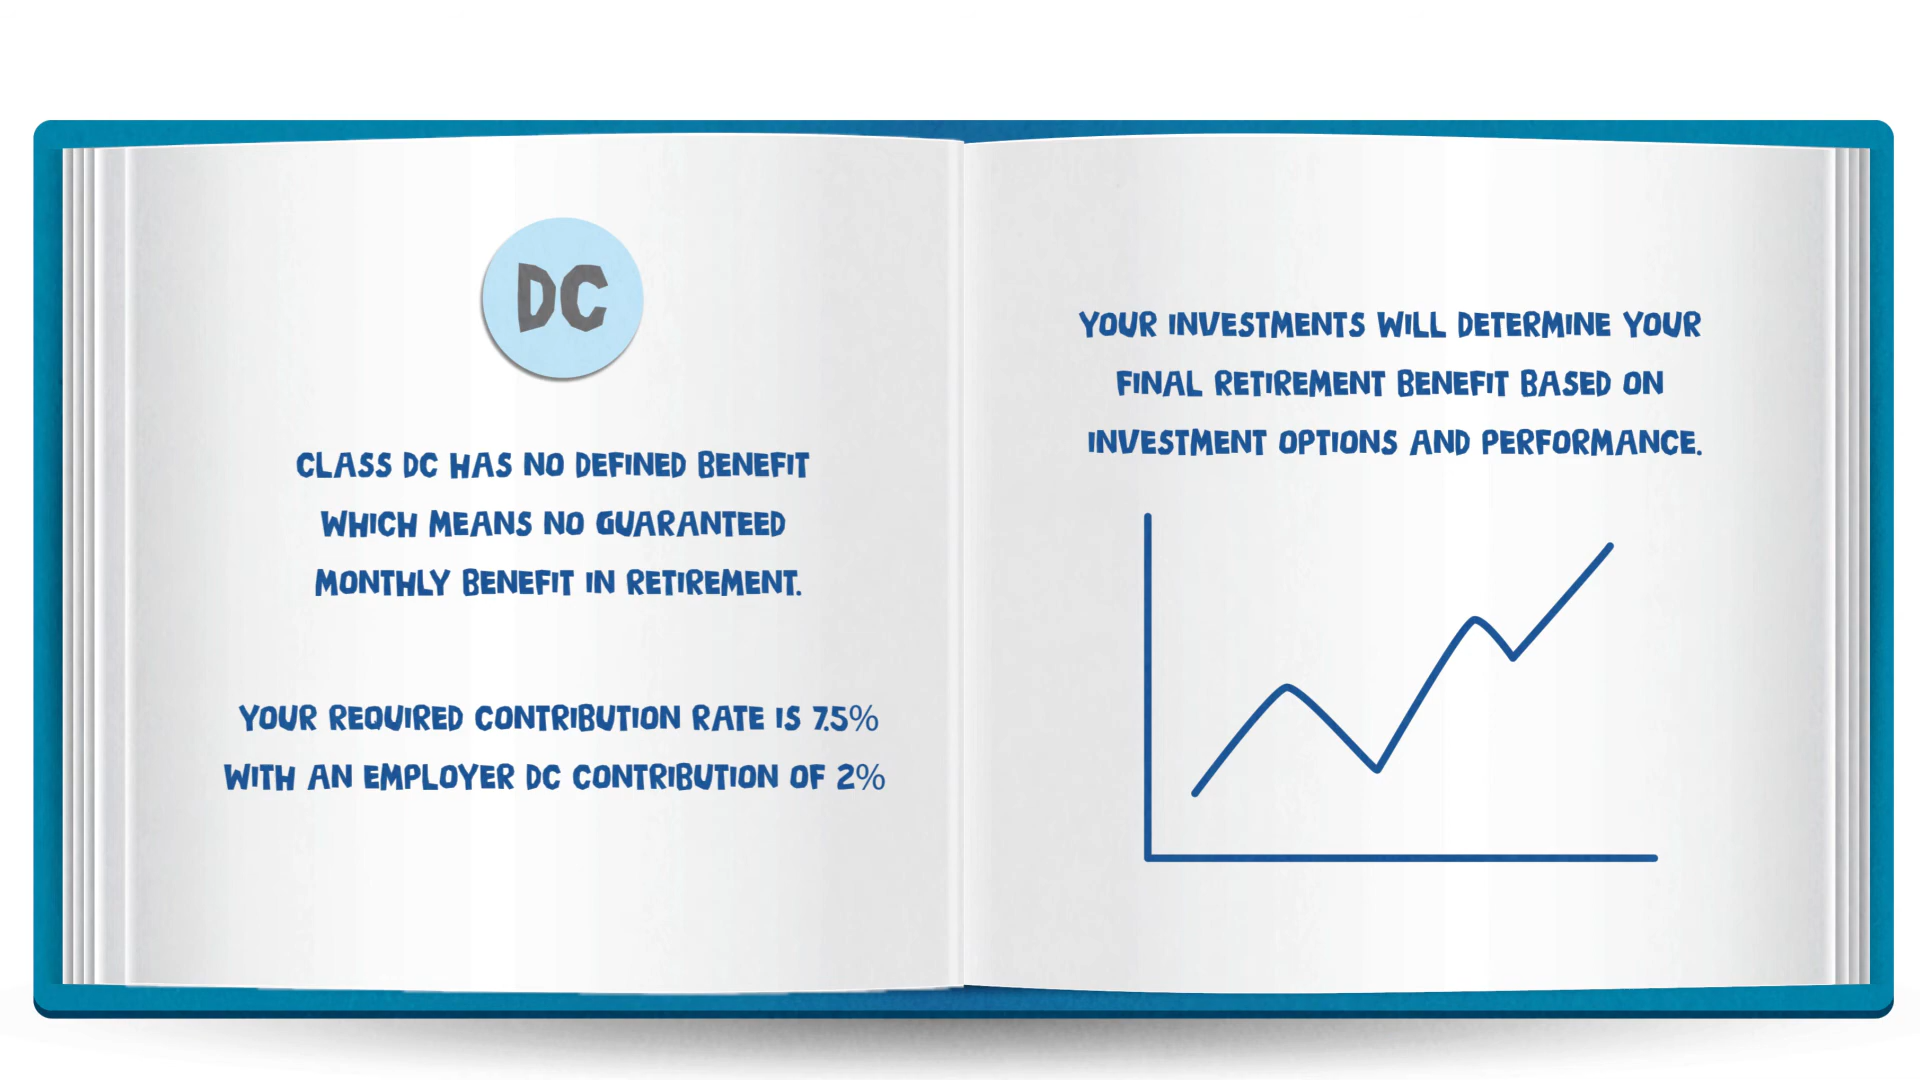 DC
CLASS DC HAS NO DEFINED BENEFIT
WHICH MEANS NO GUARANTEED
MONTHLY BENEFIT IN RETIREMENT.
YOUR REQUIRED CONTRIBUTION RATE IS 7.5%
WITH AN EMPLOYER DC CONTRIBUTION OF 2%
YOUR INVESTMENTS WILL DETERMINE YOUR
FINAL RETIREMENT BENEFIT BASED ON
INVESTMENT OPTIONS AND PERFORMANCE.